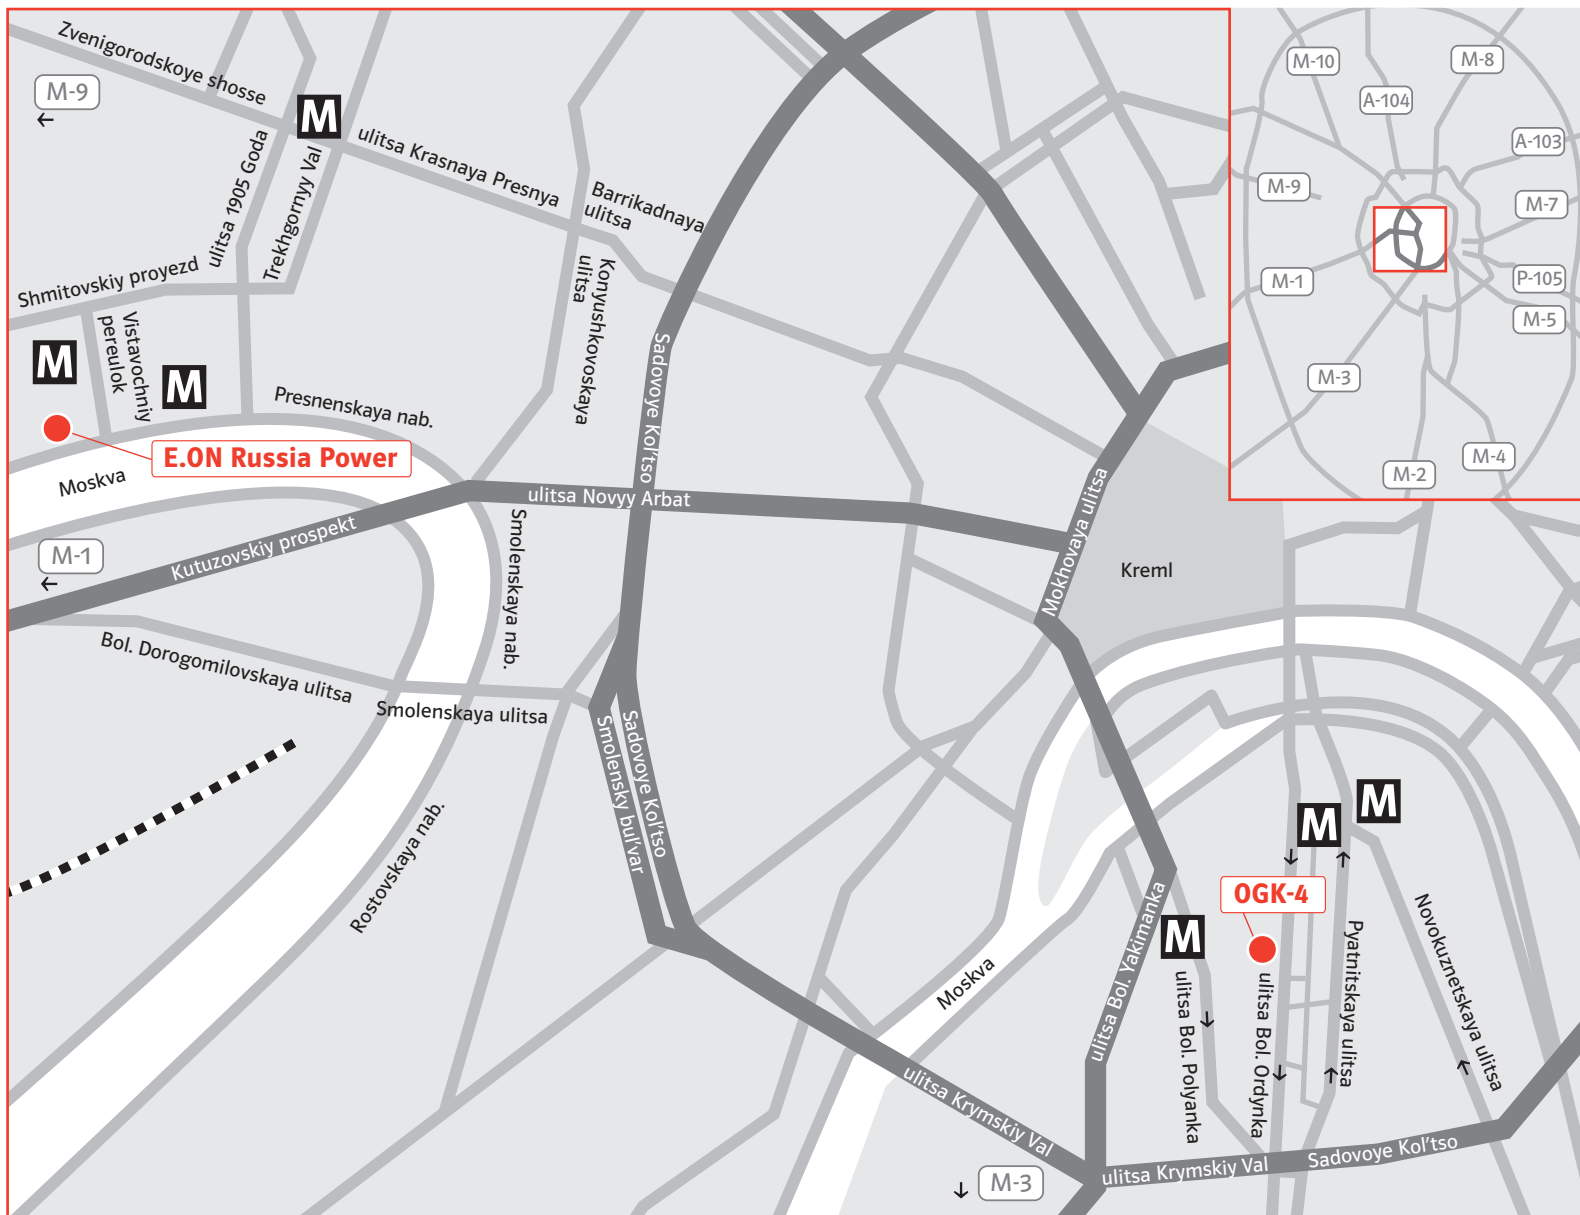 Zvenigorodskoye shosse
M-9
←
M
ulitsa Krasnaya Presnya
ulitsa 1905 Goda
Trekhgornyy Val
Barrikadnaya
ulitsa
Konyushkovoskaya
ulitsa
Shmitovskiy proyezd
Vistavochniy
pereulok
M
M
Presnenskaya nab.
E.ON Russia Power
Moskva
Sadovoye Kol'tso
ulitsa Novyy Arbat
Kutuzovskiy prospekt
M-1
←
Smolenskaya nab.
Mokhovaya ulitsa
Kreml
Bol. Dorogomilovskaya ulitsa
Smolenskaya ulitsa
Sadovoye Kol'tso
Smolensky bul'var
Rostovskaya nab.
M
M
OGK-4
M
Moskva
ulitsa Bol. Yakimanka
ulitsa Bol. Polyanka
ulitsa Bol. Ordynka
Pyatnitskaya ulitsa
Novokuznetskaya ulitsa
ulitsa Krymskiy Val
ulitsa Krymskiy Val
Sadovoye Kol'tso
↓ M-3
M-10
M-8
A-104
A-103
M-9
M-7
M-1
P-105
M-5
M-3
M-4
M-2